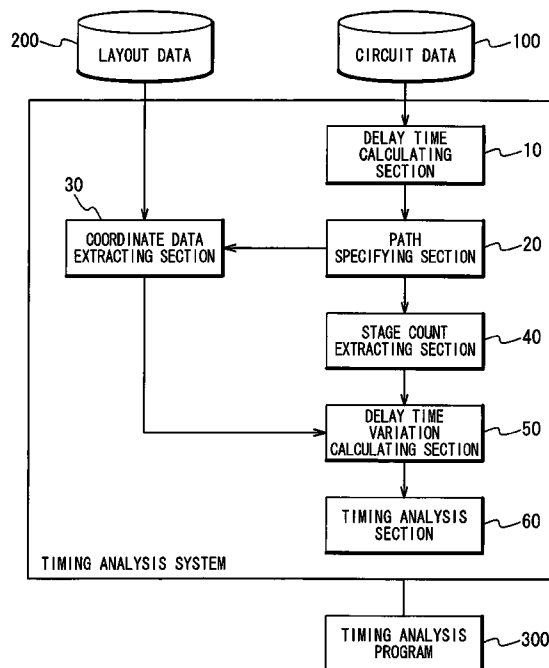 200
LAYOUT DATA
CIRCUIT DATA
100
DELAY TIME
CALCULATING
SECTION
10
30
COORDINATE DATA
EXTRACTING SECTION
PATH
SPECIFYING SECTION
20
STAGE COUNT
EXTRACTING SECTION
40
DELAY TIME
VARIATION
CALCULATING SECTION
50
TIMING ANALYSIS
SECTION
60
TIMING ANALYSIS SYSTEM
TIMING ANALYSIS
PROGRAM
300